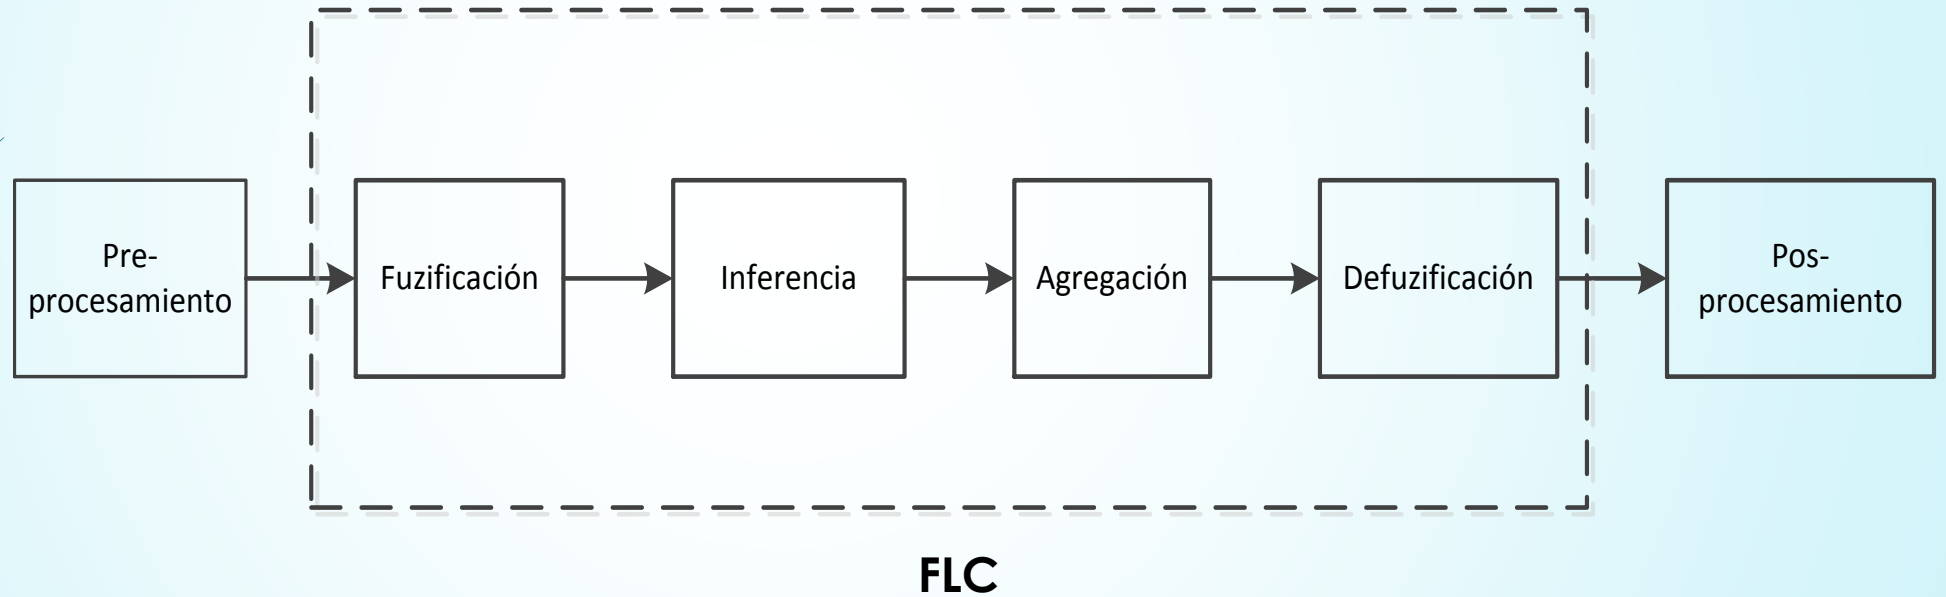 Pre-
procesamiento
Fuzificación
Inferencia
Agregación
Defuzificación
Pos-
procesamiento
FLC